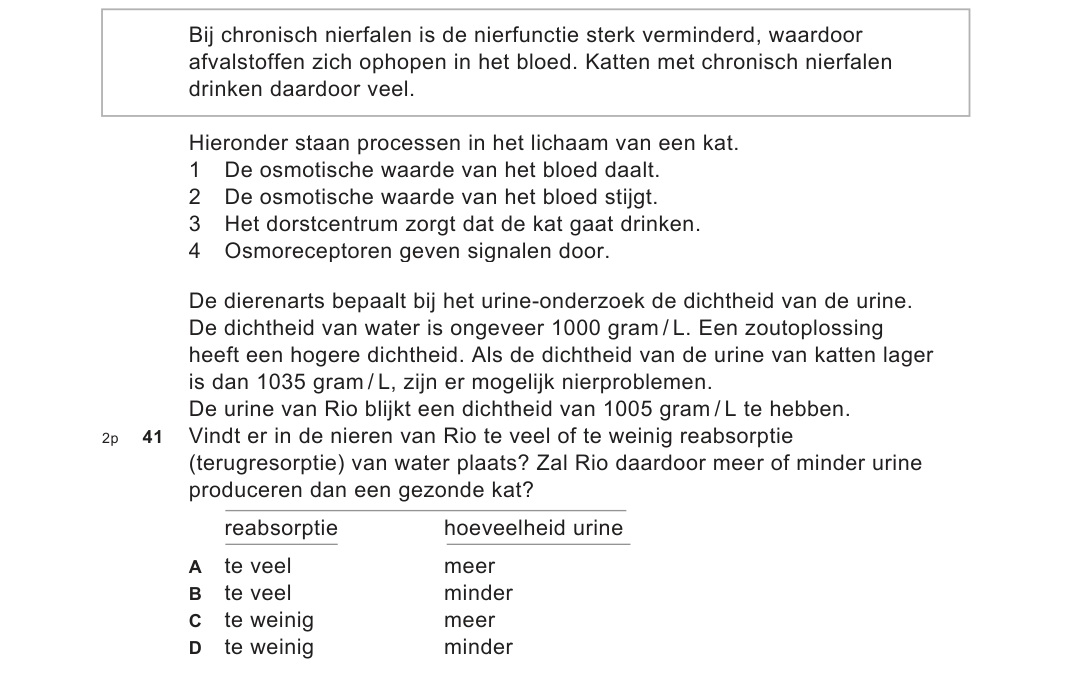 Bij chronisch nierfalen is de nierfunctie sterk verminderd, waardoor
afvalstoffen zich ophopen in het bloed. Katten met chronisch nierfalen
drinken daardoor veel.
Hieronder staan processen in het lichaam van een kat.
1 De osmotische waarde van het bloed daalt.
2 De osmotische waarde van het bloed stijgt.
3 Het dorstcentrum zorgt dat de kat gaat drinken.
4 Osmoreceptoren geven signalen door.
De dierenarts bepaalt bij het urine-onderzoek de dichtheid van de urine.
De dichtheid van water is ongeveer 1000 gram/L. Een zoutoplossing
heeft een hogere dichtheid. Als de dichtheid van de urine van katten lager
is dan 1035 gram/L, zijn er mogelijk nierproblemen.
De urine van Rio blijkt een dichtheid van 1005 gram/L te hebben.
2p 41 Vindt er in de nieren van Rio te veel of te weinig reabsorptie
(terugresorptie) van water plaats? Zal Rio daardoor meer of minder urine
produceren dan een gezonde kat?
reabsorptie hoeveelheid urine
A te veel meer
B te veel minder
C te weinig meer
D te weinig minder